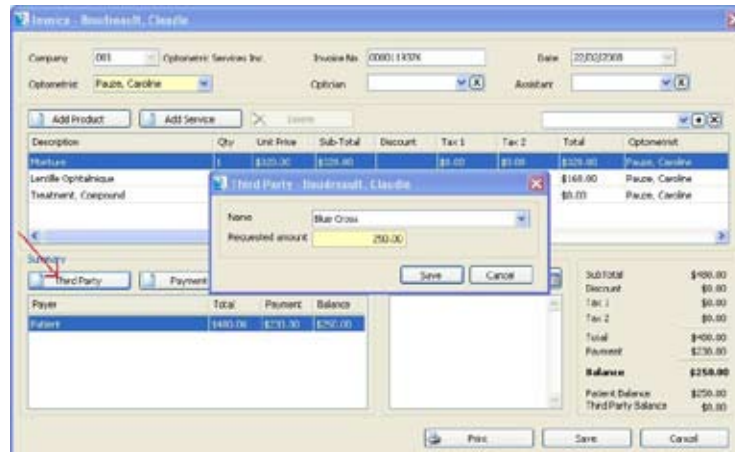 Invoice - Boudreault, Claudie
Company 001 Optometric Services Inc. Invoice No Date
Optometrist Pauze, Caroline Optician Assistant
Add Product Add Service Delete
Description Qty Unit Price Sub-Total Discount Tax 1 Tax 2 Total Optometrist
Monture 1 $320.00 $320.00 $0.00 $0.00 $320.00 Pauze, Caroline
Lentille Ophtalmique $160.00 Pauze, Caroline
Treatment, Compound $0.00 Pauze, Caroline
Third Party - Boudreault, Claudie
Name Blue Cross
Requested amount 250.00
Save Cancel
Summary
Third Party Payment
Payer Total Payment Balance
Patient $480.00 $230.00 $250.00
Sub Total $480.00
Discount $0.00
Tax 1 $0.00
Tax 2 $0.00
Total $480.00
Payment $230.00
Balance $250.00
Patient Balance $250.00
Third Party Balance $0.00
Print Save Cancel